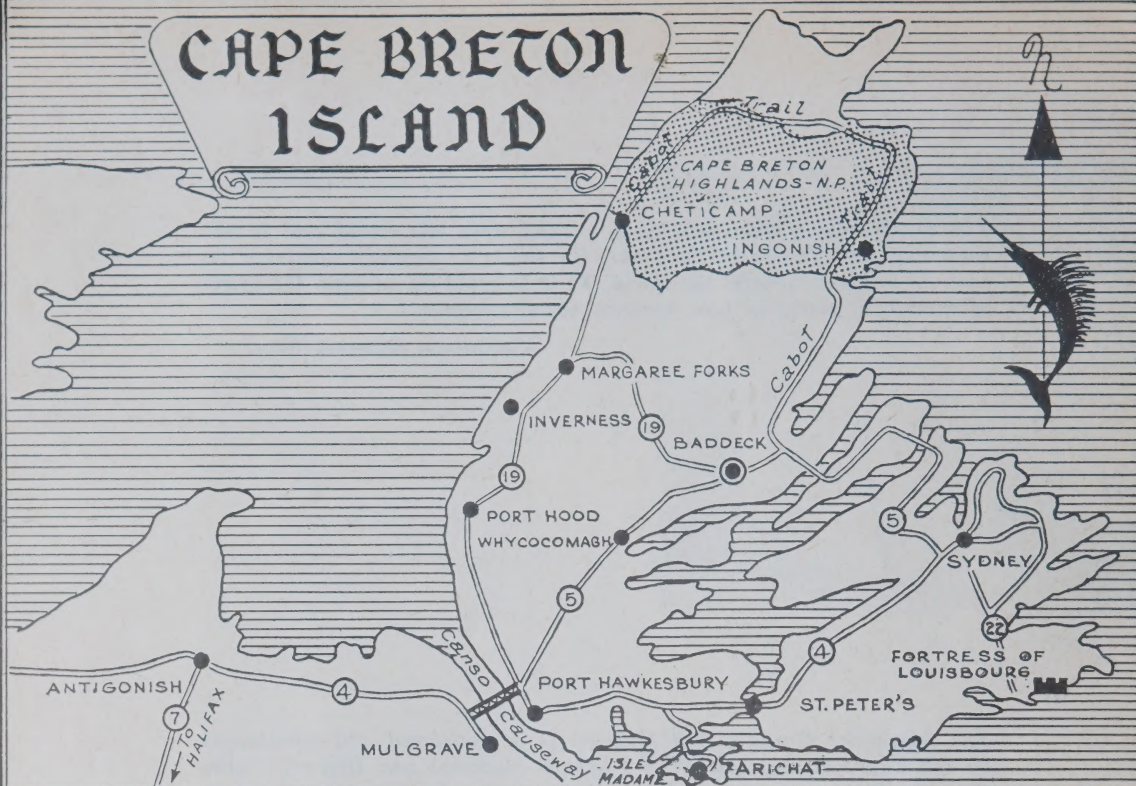 CAPE BRETON
ISLAND
N
Cabot Trail
CAPE BRETON
HIGHLANDS-N.P.
CHETICAMP
Trail
INGONISH
MARGAREE FORKS
Cabot
INVERNESS
19
BADDECK
19
PORT HOOD
WHYCOCOMAGH
5
SYDNEY
5
22
4
FORTRESS OF
LOUISBOURG
Canso
Causeway
PORT HAWKESBURY
ST. PETER'S
ANTIGONISH
4
7
TO
HALIFAX
MULGRAVE
ISLE
MADAME
ARICHAT